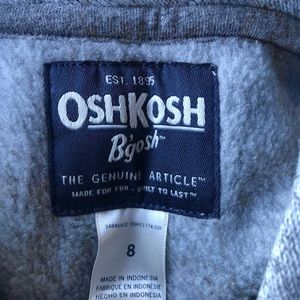 EST. 1895
OSHKOSH
B'gosh™
THE GENUINE ARTICLE™
MADE FOR FUN - BUILT TO LAST™
8
MADE IN INDONESIA
FABRIQUÉ EN INDONÉSIE
HECHO EN INDONESIA